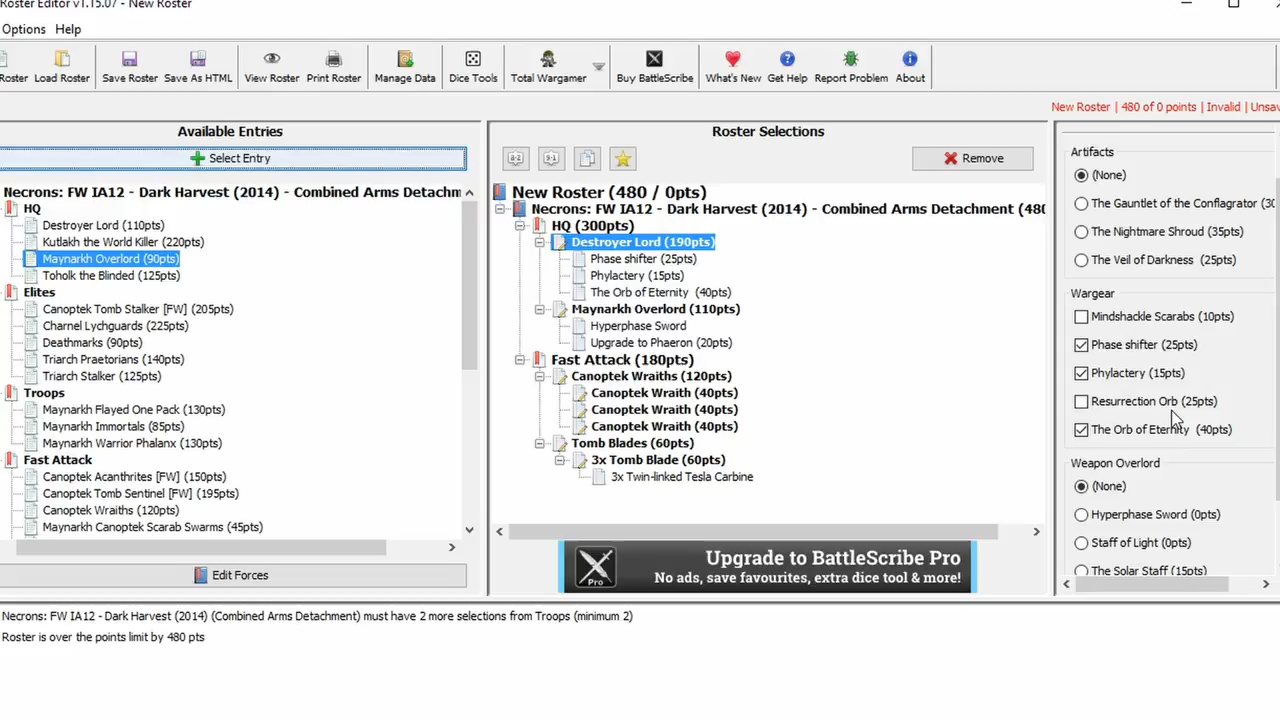 Roster Editor v1.15.07 - New Roster
Options Help
Roster Load Roster Save Roster Save As HTML View Roster Print Roster Manage Data Dice Tools Total Wargamer Buy BattleScribe What's New Get Help Report Problem About
New Roster | 480 of 0 points | Invalid | Unsav
Available Entries
Select Entry
Necrons: FW IA12 - Dark Harvest (2014) - Combined Arms Detachm
HQ
Destroyer Lord (110pts)
Kutlakh the World Killer (220pts)
Maynarkh Overlord (90pts)
Toholk the Blinded (125pts)
Elites
Canoptek Tomb Stalker [FW] (205pts)
Charnel Lychguards (225pts)
Deathmarks (90pts)
Triarch Praetorians (140pts)
Triarch Stalker (125pts)
Troops
Maynarkh Flayed One Pack (130pts)
Maynarkh Immortals (85pts)
Maynarkh Warrior Phalanx (130pts)
Fast Attack
Canoptek Acanthrites [FW] (150pts)
Canoptek Tomb Sentinel [FW] (195pts)
Canoptek Wraiths (120pts)
Maynarkh Canoptek Scarab Swarms (45pts)
Edit Forces
Roster Selections
Remove
New Roster (480 / 0pts)
Necrons: FW IA12 - Dark Harvest (2014) - Combined Arms Detachment (480
HQ (300pts)
Destroyer Lord (190pts)
Phase shifter (25pts)
Phylactery (15pts)
The Orb of Eternity (40pts)
Maynarkh Overlord (110pts)
Hyperphase Sword
Upgrade to Phaeron (20pts)
Fast Attack (180pts)
Canoptek Wraiths (120pts)
Canoptek Wraith (40pts)
Canoptek Wraith (40pts)
Canoptek Wraith (40pts)
Tomb Blades (60pts)
3x Tomb Blade (60pts)
3x Twin-linked Tesla Carbine
Pro
Upgrade to BattleScribe Pro
No ads, save favourites, extra dice tool & more!
Artifacts
(None)
The Gauntlet of the Conflagrator (30
The Nightmare Shroud (35pts)
The Veil of Darkness (25pts)
Wargear
Mindshackle Scarabs (10pts)
Phase shifter (25pts)
Phylactery (15pts)
Resurrection Orb (25pts)
The Orb of Eternity (40pts)
Weapon Overlord
(None)
Hyperphase Sword (0pts)
Staff of Light (0pts)
The Solar Staff (15pts)
Necrons: FW IA12 - Dark Harvest (2014) (Combined Arms Detachment) must have 2 more selections from Troops (minimum 2)
Roster is over the points limit by 480 pts